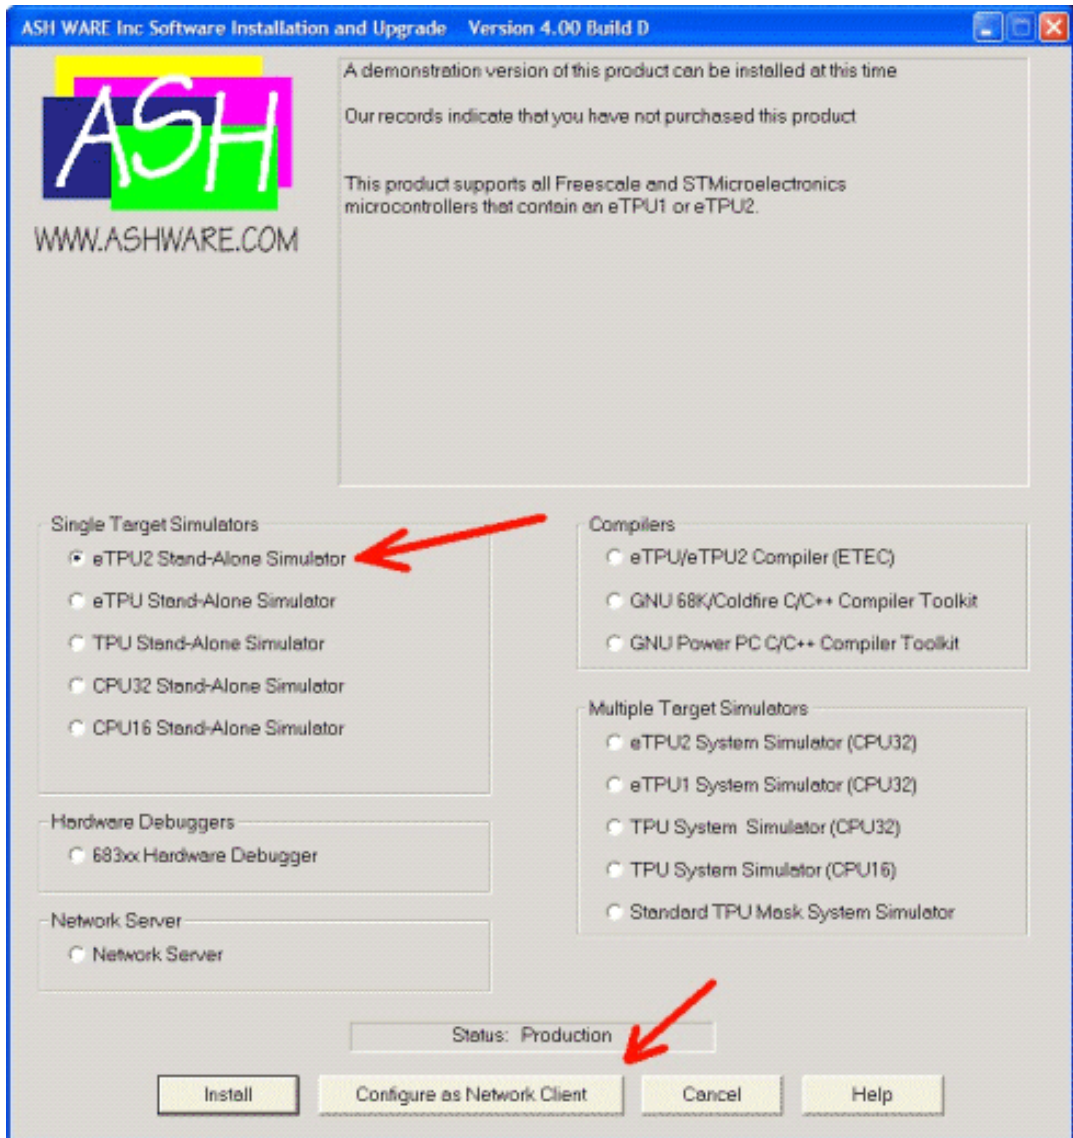 ASH WARE Inc Software Installation and Upgrade Version 4.00 Build D
ASH
WWW.ASHWARE.COM
A demonstration version of this product can be installed at this time
Our records indicate that you have not purchased this product
This product supports all Freescale and STMicroelectronics
microcontrollers that contain an eTPU1 or eTPU2.
Single Target Simulators
eTPU2 Stand-Alone Simulator
eTPU Stand-Alone Simulator
TPU Stand-Alone Simulator
CPU32 Stand-Alone Simulator
CPU16 Stand-Alone Simulator
Hardware Debuggers
683xx Hardware Debugger
Network Server
Network Server
Compilers
eTPU/eTPU2 Compiler (ETEC)
GNU 68K/Coldfire C/C++ Compiler Toolkit
GNU Power PC C/C++ Compiler Toolkit
Multiple Target Simulators
eTPU2 System Simulator (CPU32)
eTPU1 System Simulator (CPU32)
TPU System Simulator (CPU32)
TPU System Simulator (CPU16)
Standard TPU Mask System Simulator
Status: Production
Install
Configure as Network Client
Cancel
Help